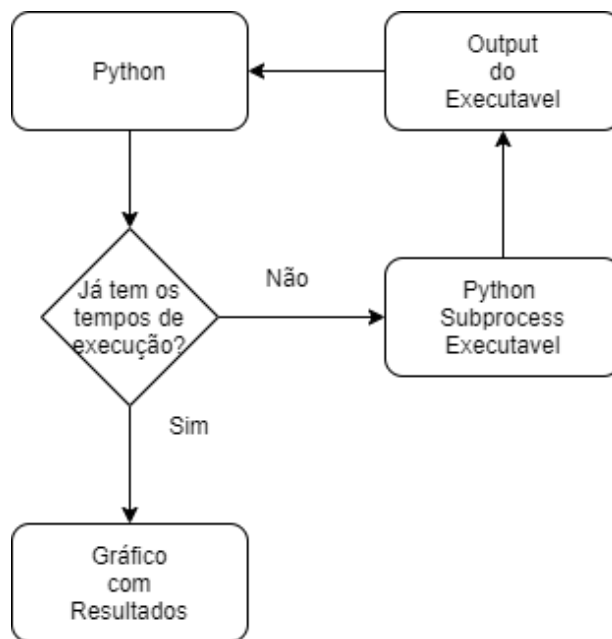 Python
Output
do
Executavel
Já tem os
tempos de
execução?
Não
Python
Subprocess
Executavel
Sim
Gráfico
com
Resultados